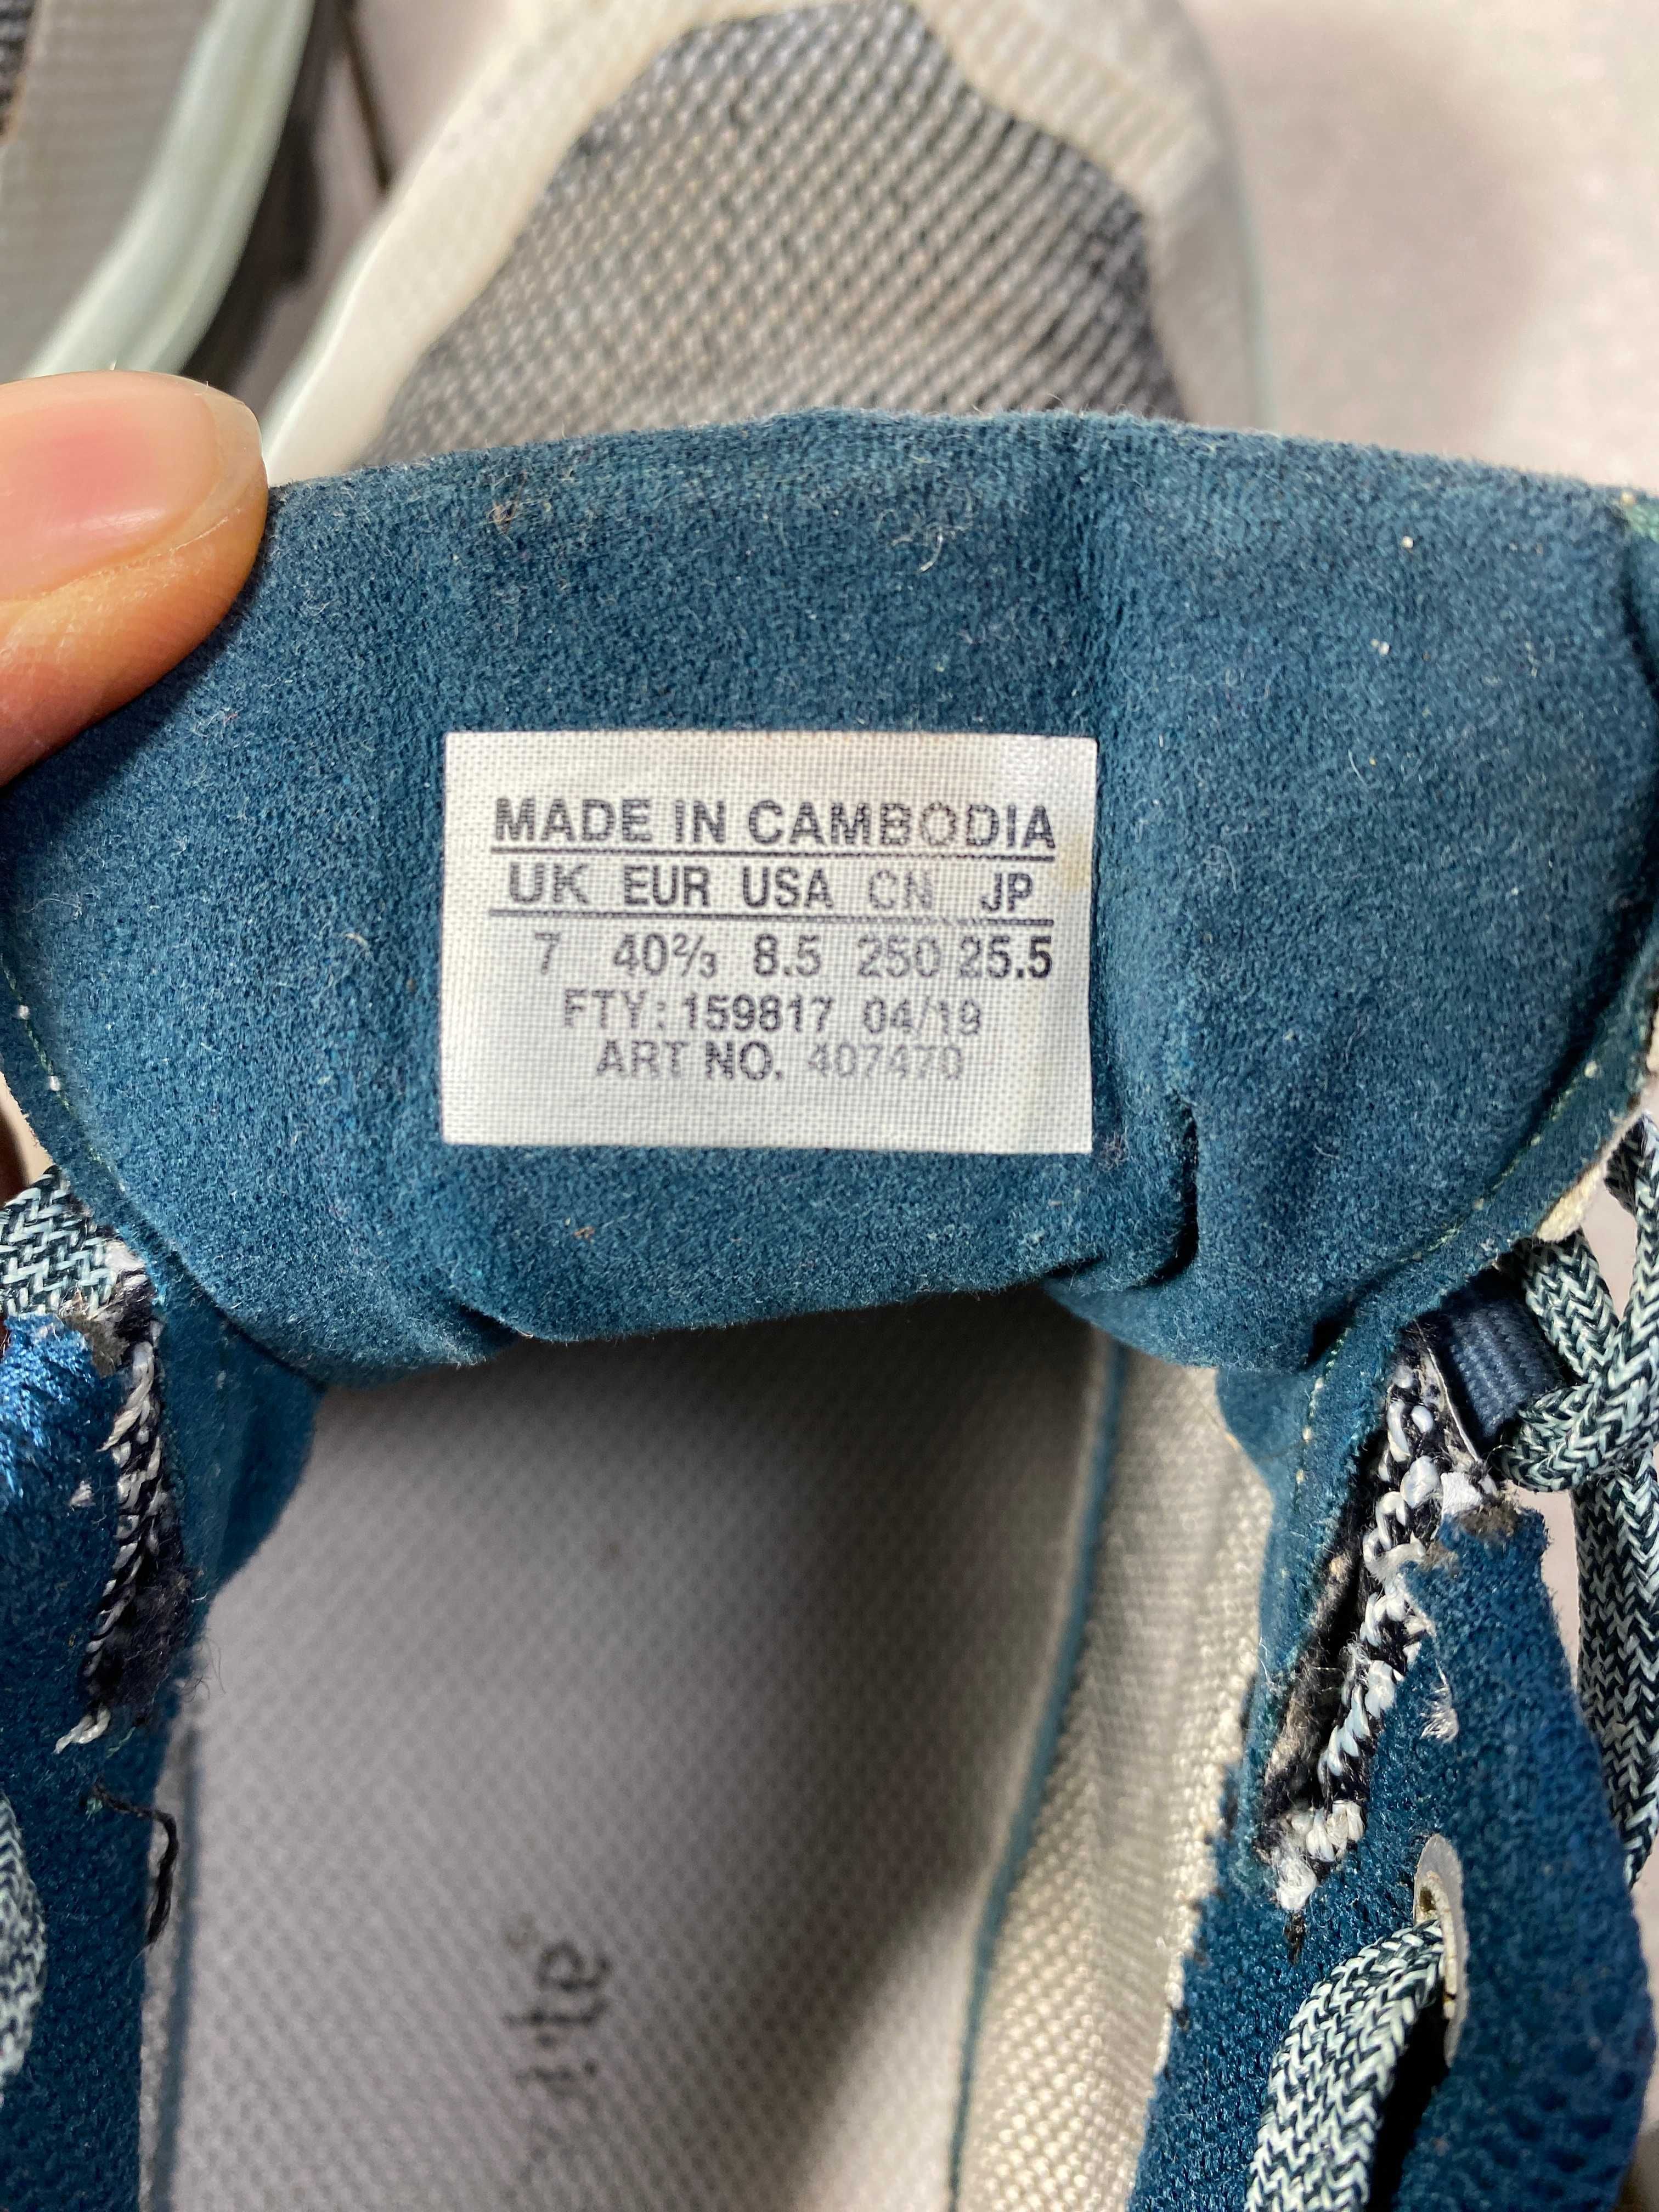 MADE IN CAMBODIA
UK EUR USA CN JP
7 40⅔ 8.5 250 25.5
FTY: 159817 04/19
ART NO. 407470